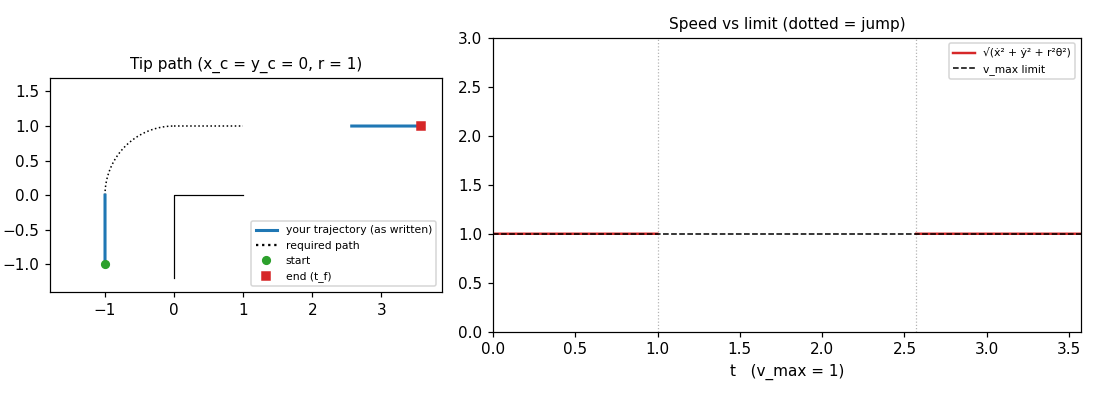 Tip path (x_c = y_c = 0, r = 1)
1.5
1.0
0.5
0.0
−0.5
−1.0
−1
0
1
2
3
your trajectory (as written)
required path
start
end (t_f)
Speed vs limit (dotted = jump)
3.0
2.5
2.0
1.5
1.0
0.5
0.0
0.0
0.5
1.0
1.5
2.0
2.5
3.0
3.5
t (v_max = 1)
√(ẋ² + ẏ² + r²θ̇²)
v_max limit